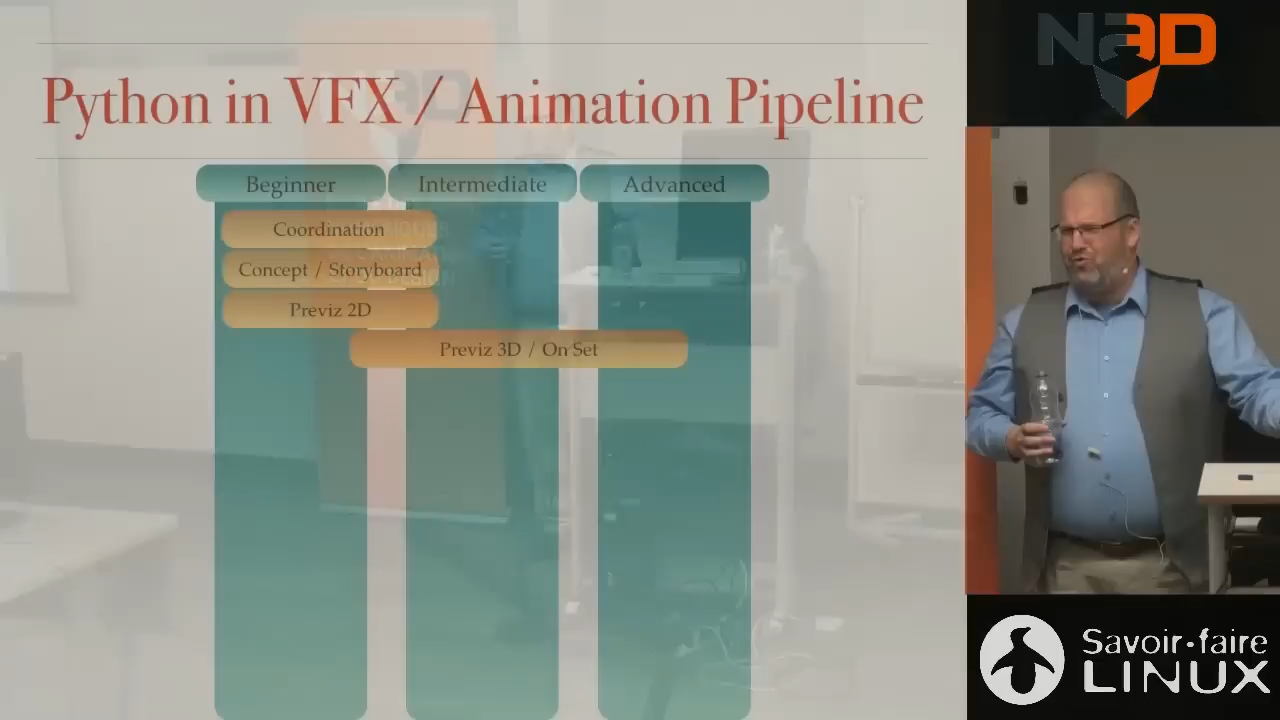 Python in VFX / Animation Pipeline
Beginner
Intermediate
Advanced
Coordination
Concept / Storyboard
Previz 2D
Previz 3D / On Set
NAD
Savoir-faire
LINUX